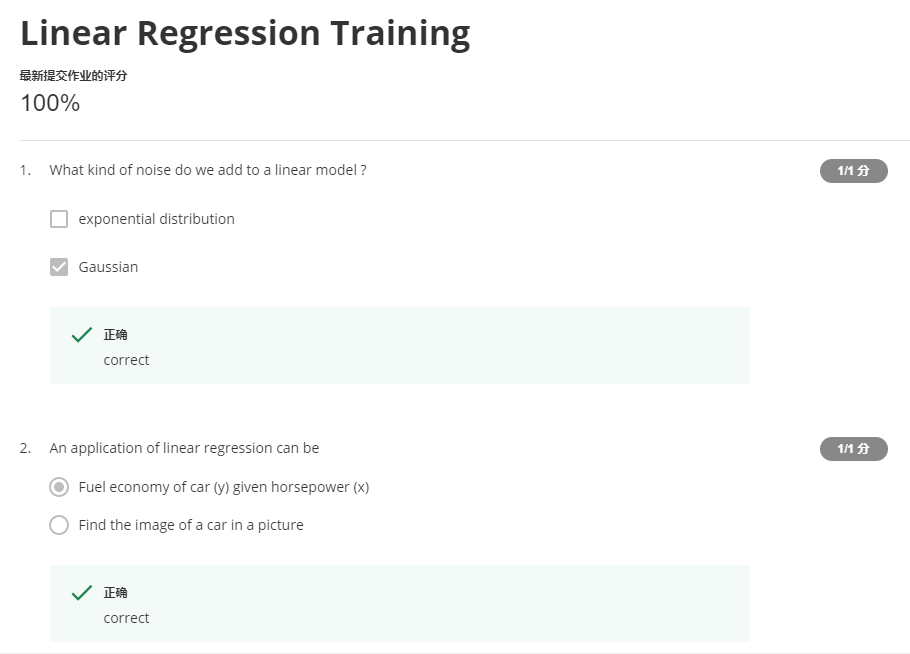 Linear Regression Training
最新提交作业的评分
100%
1. What kind of noise do we add to a linear model ?
1/1 分
exponential distribution
Gaussian
正确
correct
2. An application of linear regression can be
1/1 分
Fuel economy of car (y) given horsepower (x)
Find the image of a car in a picture
正确
correct